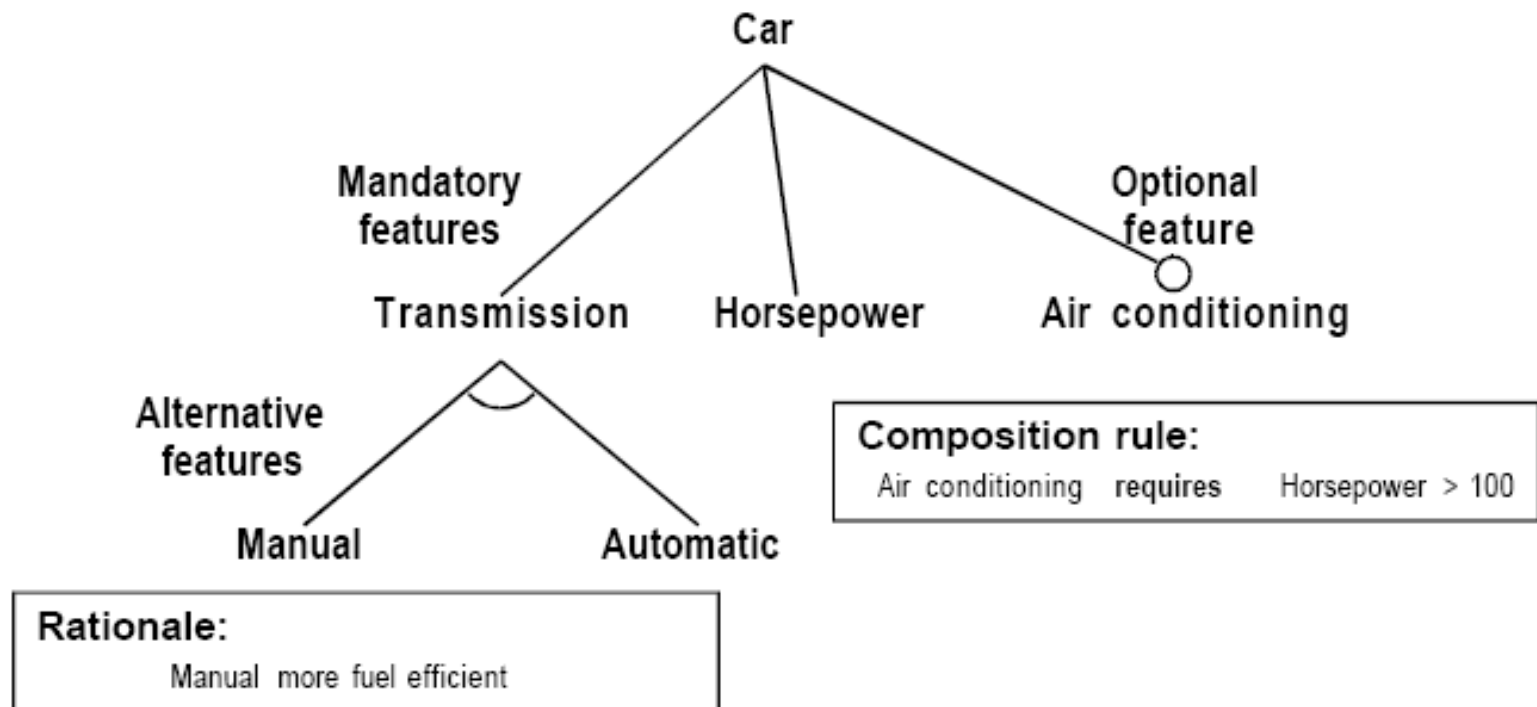 Car
Mandatory
features
Optional
feature
Transmission
Horsepower
Air conditioning
Alternative
features
Manual
Automatic
Composition rule:
Air conditioning requires Horsepower > 100
Rationale:
Manual more fuel efficient